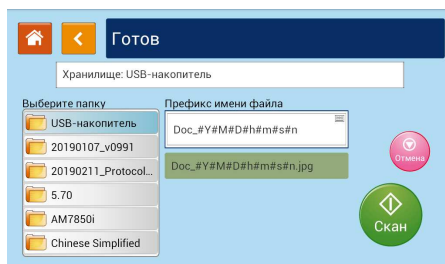 Готов
Хранилище: USB-накопитель
Выберите папку
Префикс имени файла
USB-накопитель
Doc_#Y#M#D#h#m#s#n
20190107_v0991
Doc_#Y#M#D#h#m#s#n.jpg
Отмена
20190211_Protocol...
5.70
AM7850i
Скан
Chinese Simplified